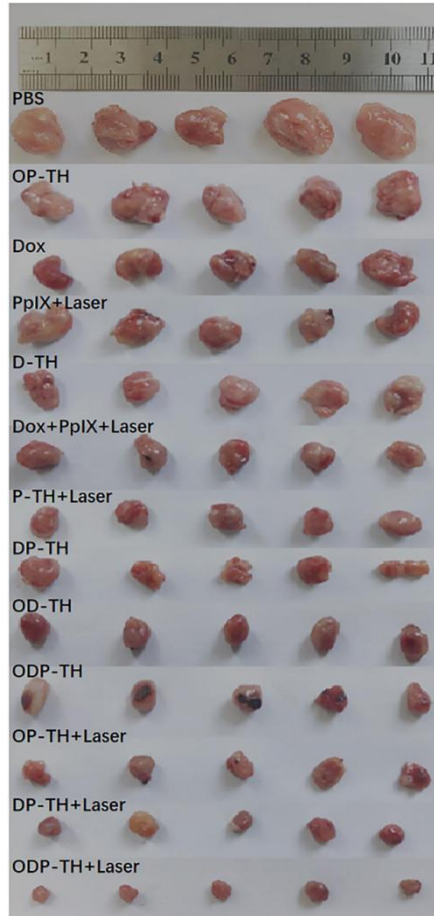 1 2 3 4 5 6 7 8 9 10 11
PBS
OP-TH
Dox
PpIX+Laser
D-TH
Dox+PpIX+Laser
P-TH+Laser
DP-TH
OD-TH
ODP-TH
OP-TH+Laser
DP-TH+Laser
ODP-TH+Laser